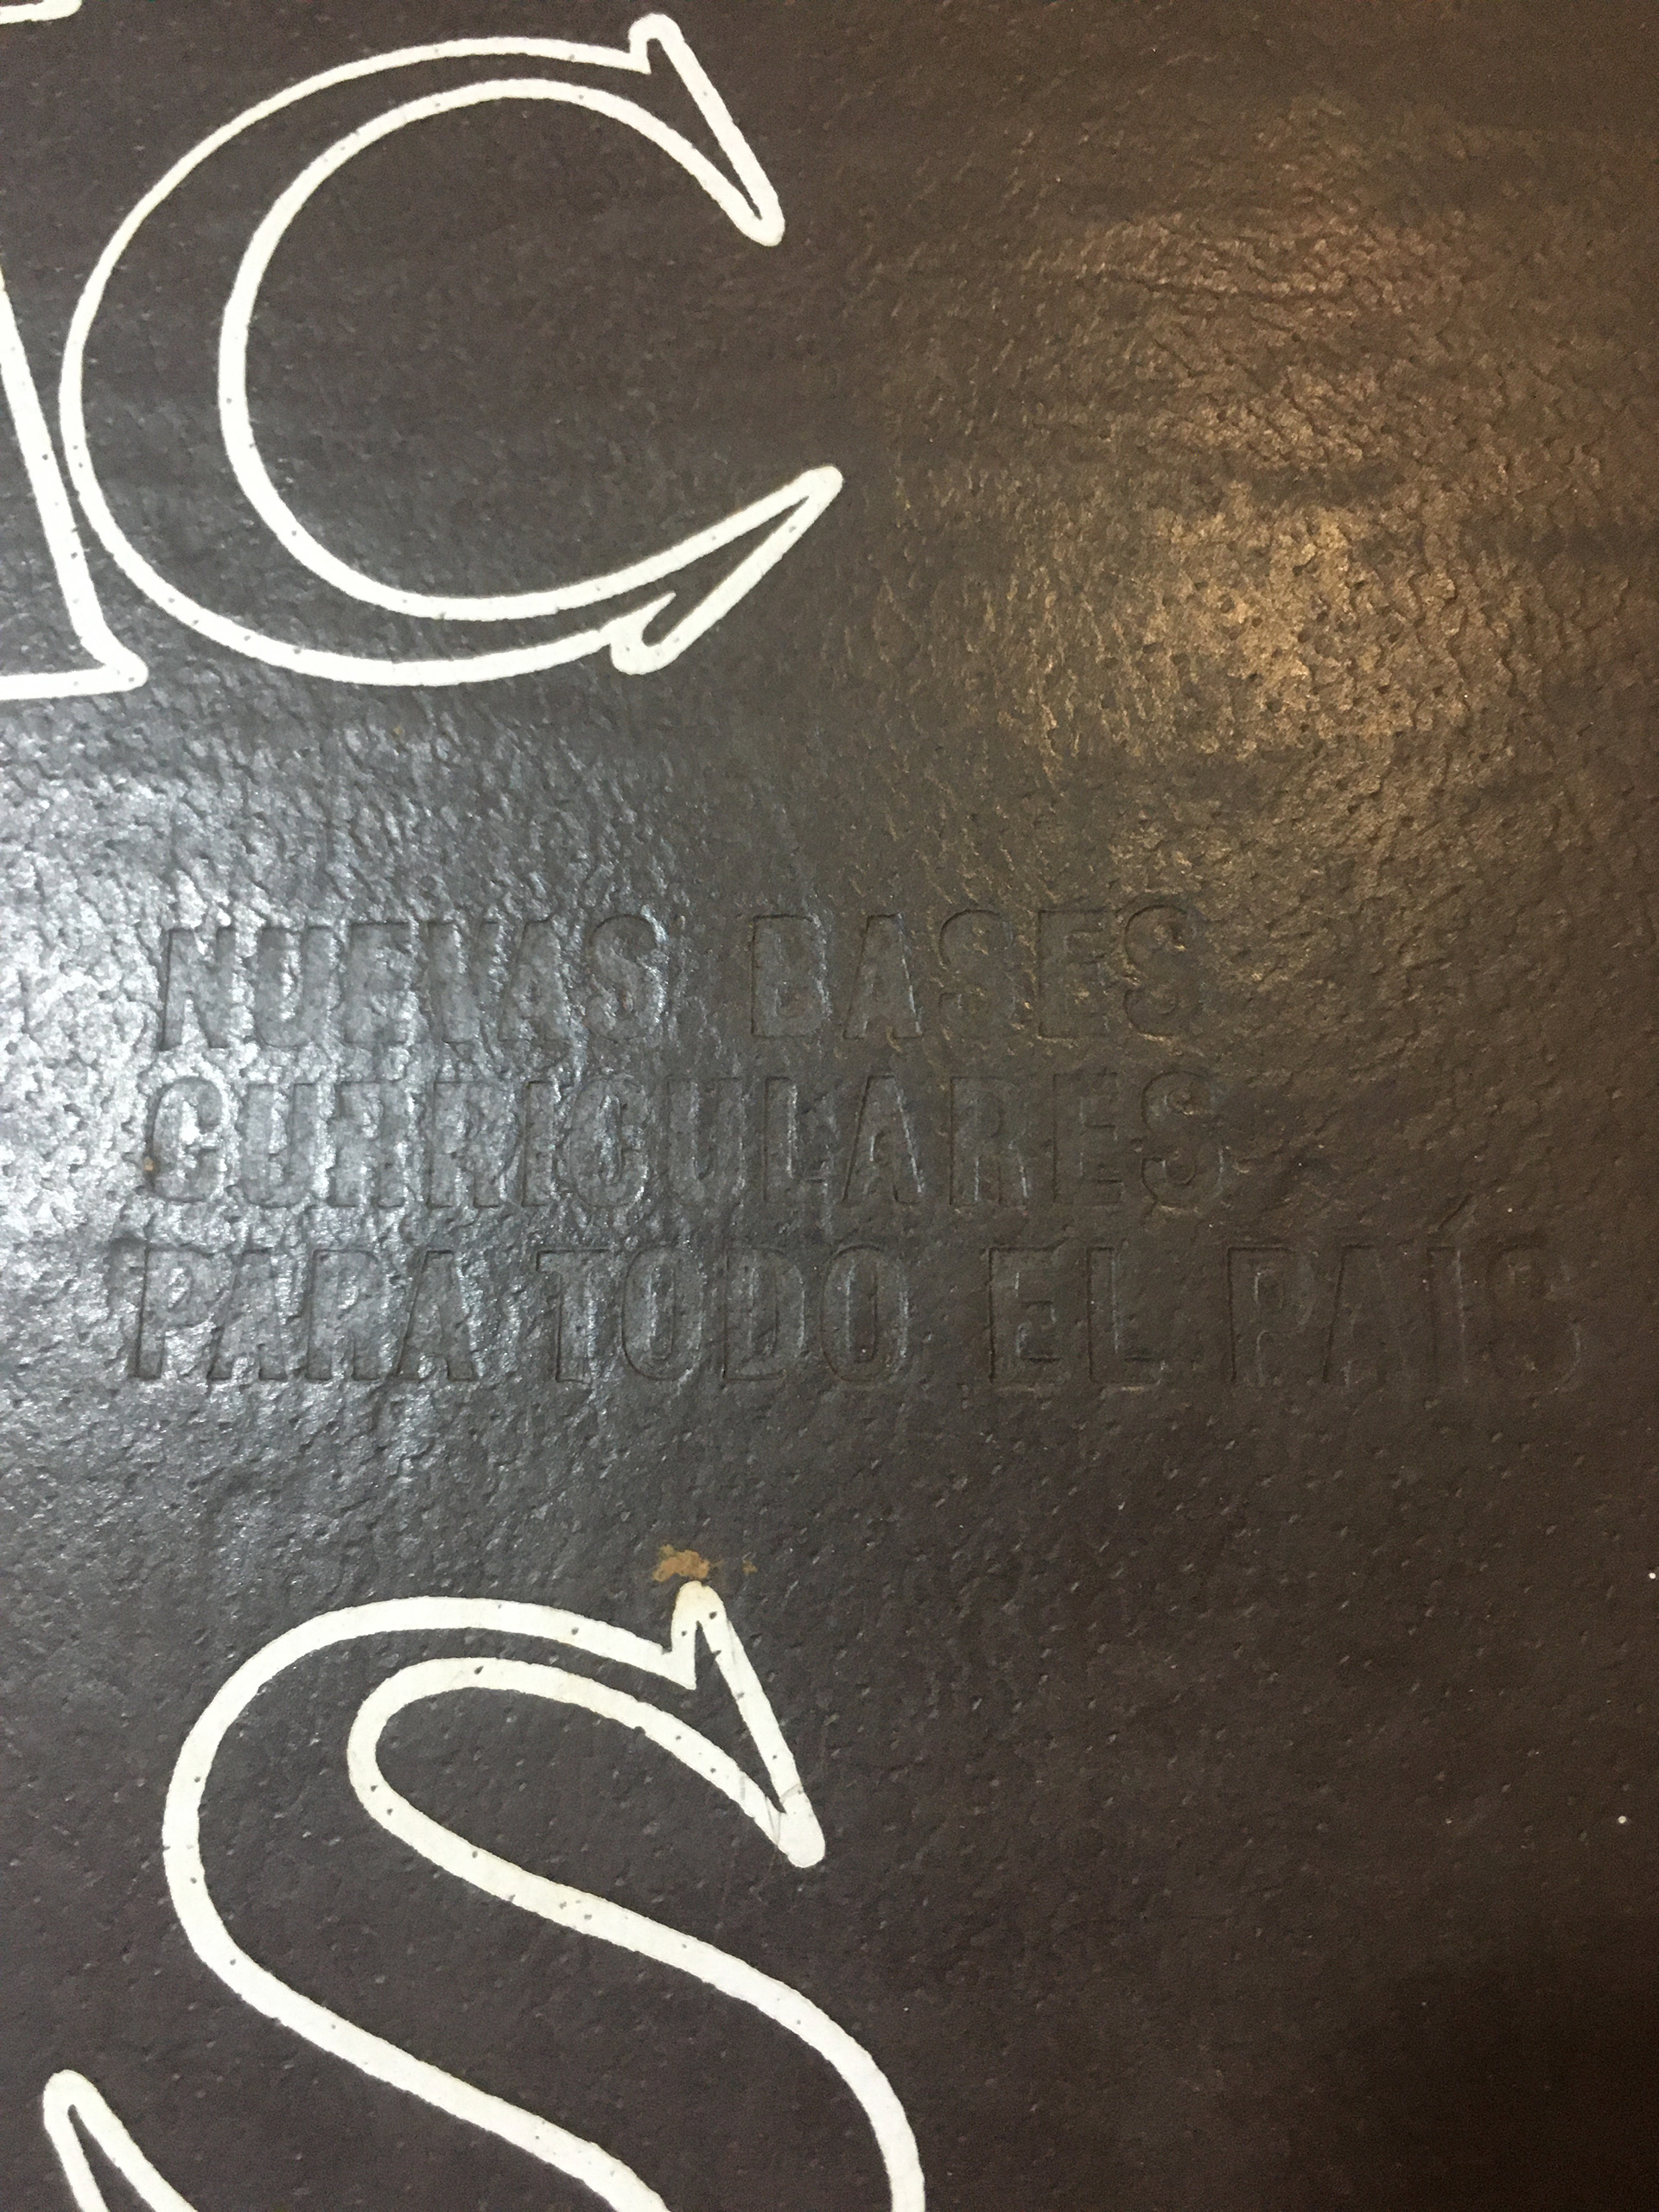 C
NUEVAS BASES
CURRICULARES
PARA TODO EL PAÍS
S